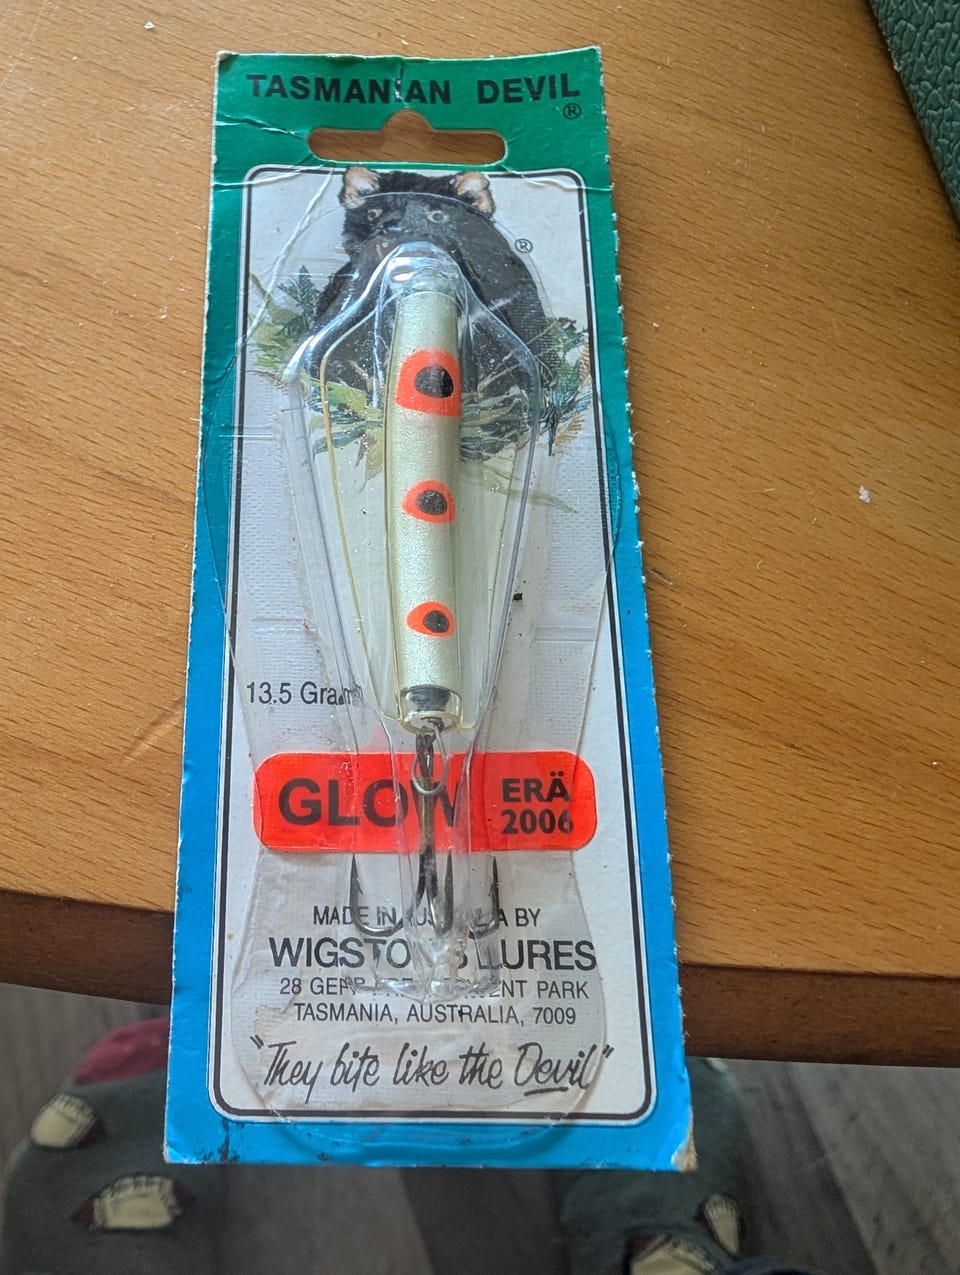 TASMANIAN DEVIL
®
®
13.5 Gra
GLOW
ERÄ
2006
MADE IN AUSTRALIA BY
WIGSTON'S LURES
28 PARK
TASMANIA, AUSTRALIA, 7009
"They bite like the Devil"